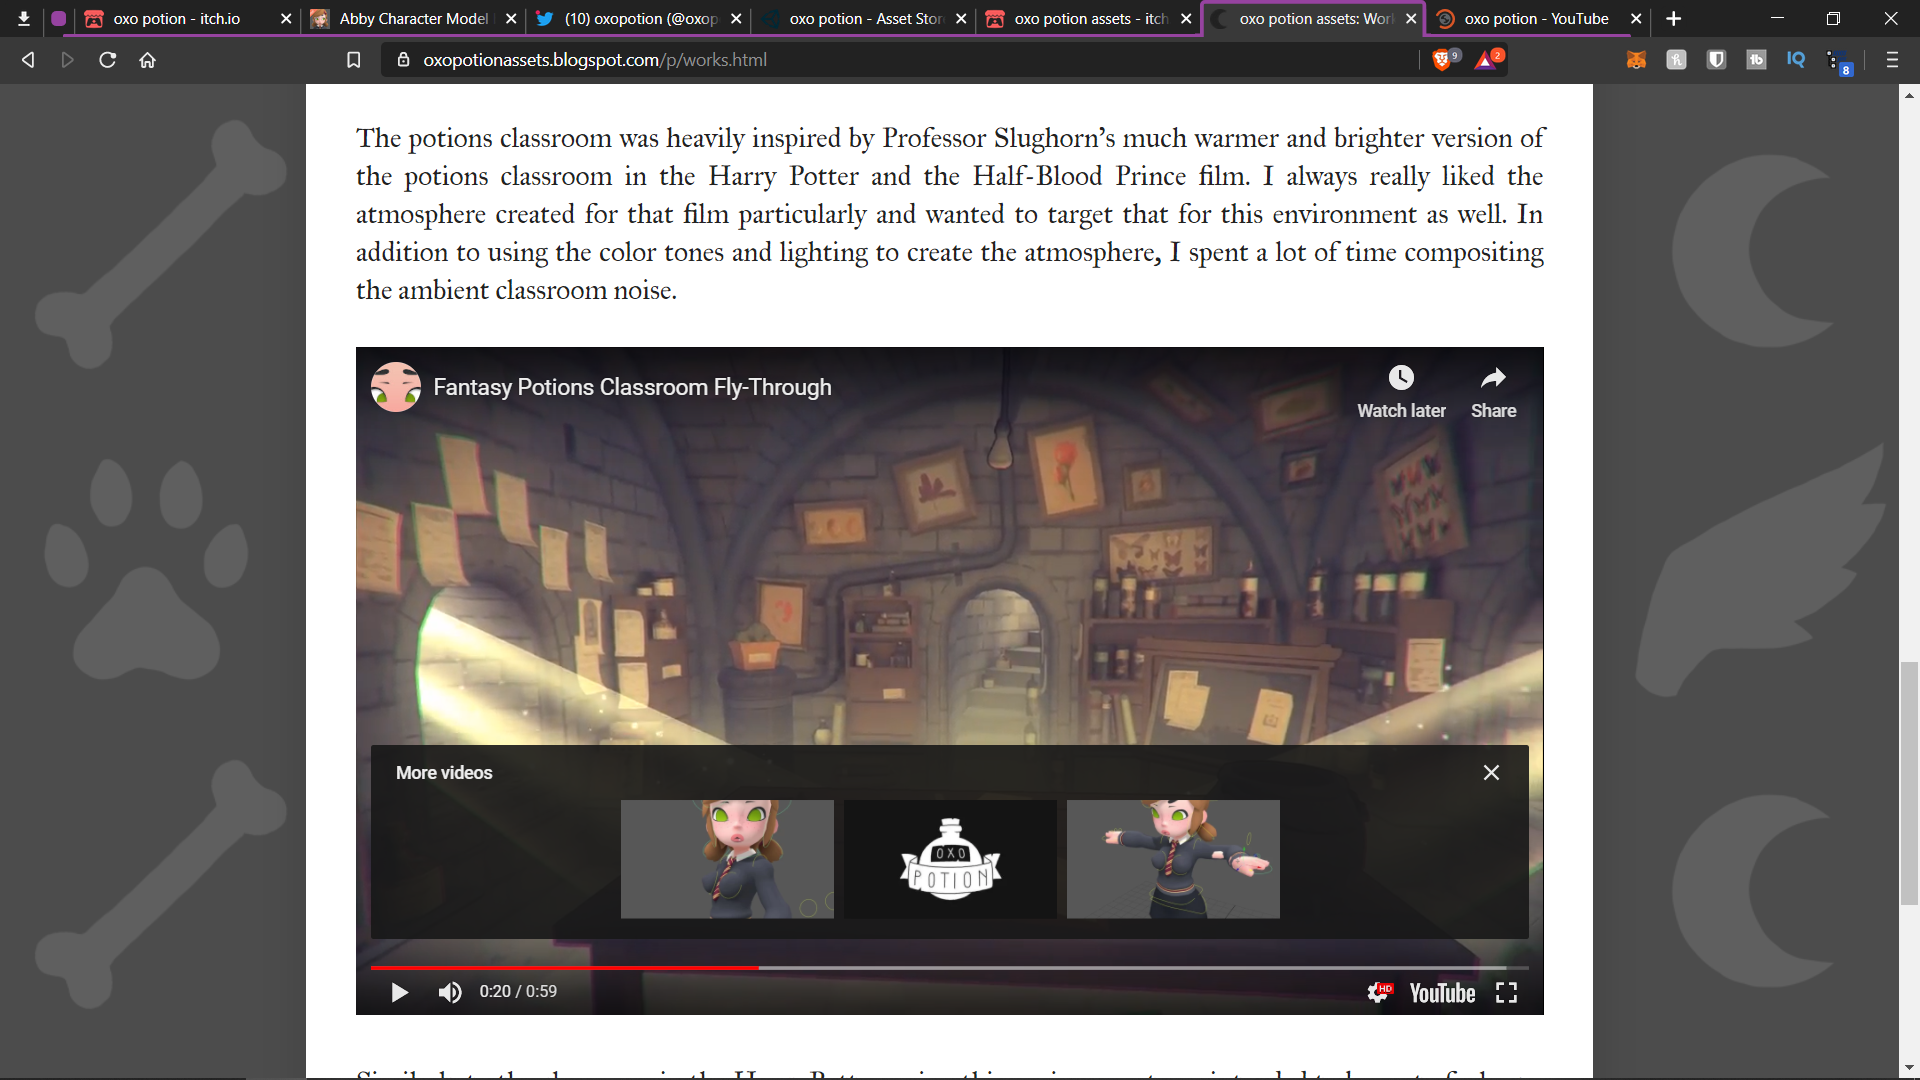 oxo potion - itch.io
Abby Character Model
(10) oxopotion (@oxop
oxo potion - Asset Stor
oxo potion assets - itch
oxo potion assets: Wor
oxo potion - YouTube
oxopotionassets.blogspot.com/p/works.html
9
2
IQ
8
The potions classroom was heavily inspired by Professor Slughorn’s much warmer and brighter version of
the potions classroom in the Harry Potter and the Half-Blood Prince film. I always really liked the
atmosphere created for that film particularly and wanted to target that for this environment as well. In
addition to using the color tones and lighting to create the atmosphere, I spent a lot of time compositing
the ambient classroom noise.
Fantasy Potions Classroom Fly-Through
Watch later
Share
More videos
OXO
POTION
0:20 / 0:59
HD
YouTube